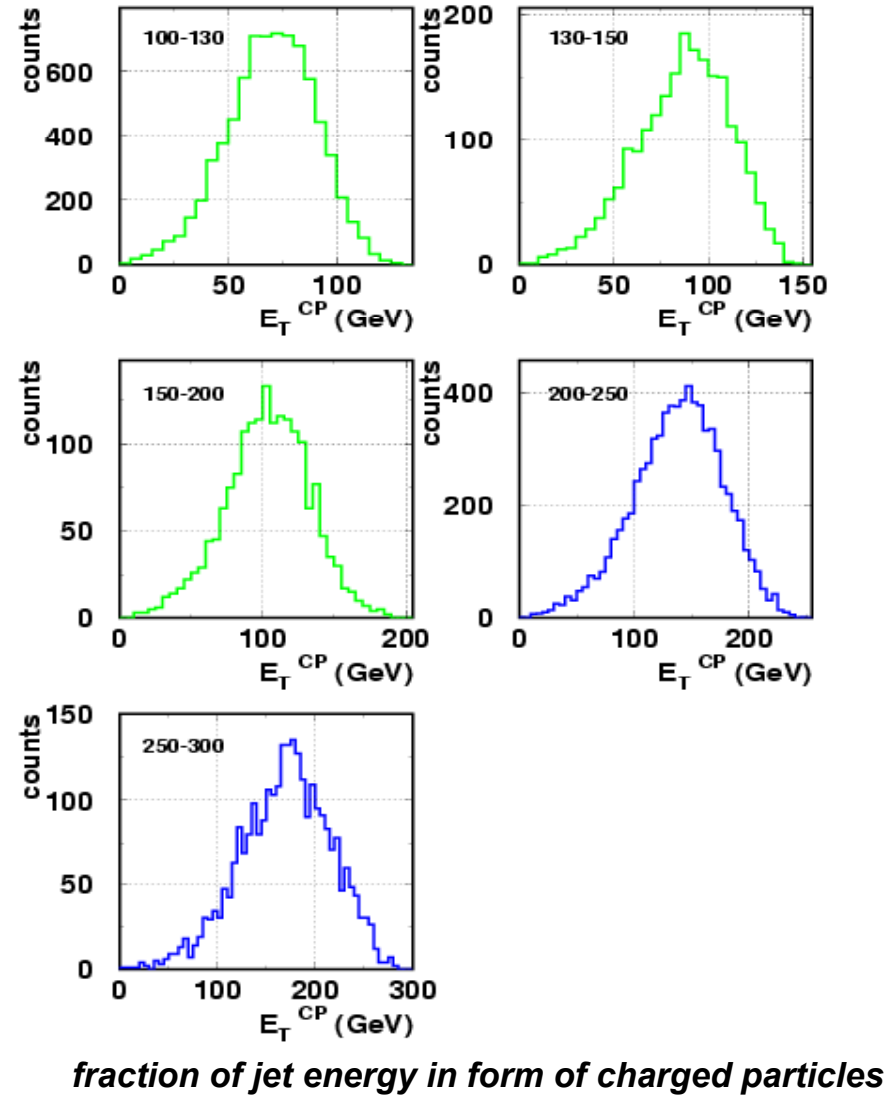 counts
100-130
600
400
200
0
0 50 100
E_T^CP (GeV)
counts
130-150
200
100
0
0 50 100 150
E_T^CP (GeV)
counts
150-200
100
50
0
0 100 200
E_T^CP (GeV)
counts
200-250
400
200
0
0 100 200
E_T^CP (GeV)
counts
250-300
150
100
50
0
0 100 200 300
E_T^CP (GeV)
fraction of jet energy in form of charged particles